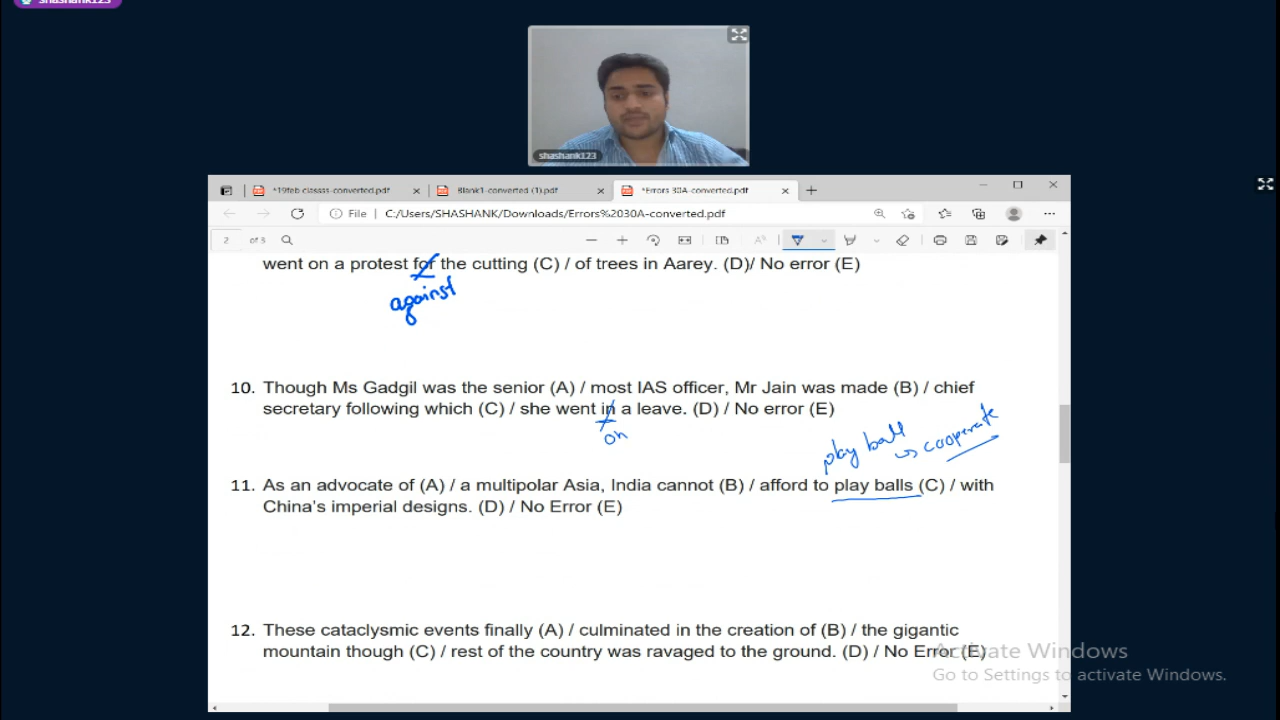 shashank123
shashank123
*19feb classss-converted.pdf
Blank1-converted (1).pdf
*Errors 30A-converted.pdf
File
C:/Users/SHASHANK/Downloads/Errors%2030A-converted.pdf
2 of 3
went on a protest for the cutting (C) / of trees in Aarey. (D)/ No error (E)
against
10. Though Ms Gadgil was the senior (A) / most IAS officer, Mr Jain was made (B) / chief
secretary following which (C) / she went in a leave. (D) / No error (E)
on
play ball
cooperate
11. As an advocate of (A) / a multipolar Asia, India cannot (B) / afford to play balls (C) / with
China's imperial designs. (D) / No Error (E)
12. These cataclysmic events finally (A) / culminated in the creation of (B) / the gigantic
mountain though (C) / rest of the country was ravaged to the ground. (D) / No Error (E)
Activate Windows
Go to Settings to activate Windows.